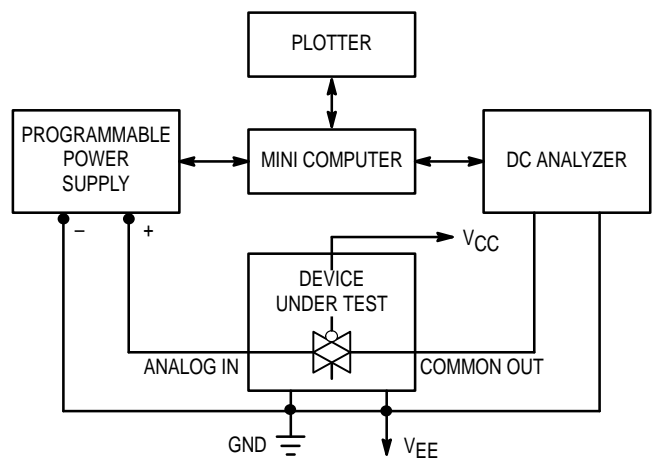 PLOTTER
PROGRAMMABLE
POWER
SUPPLY
MINI COMPUTER
DC ANALYZER
– +
VCC
DEVICE
UNDER TEST
ANALOG IN
COMMON OUT
GND
VEE